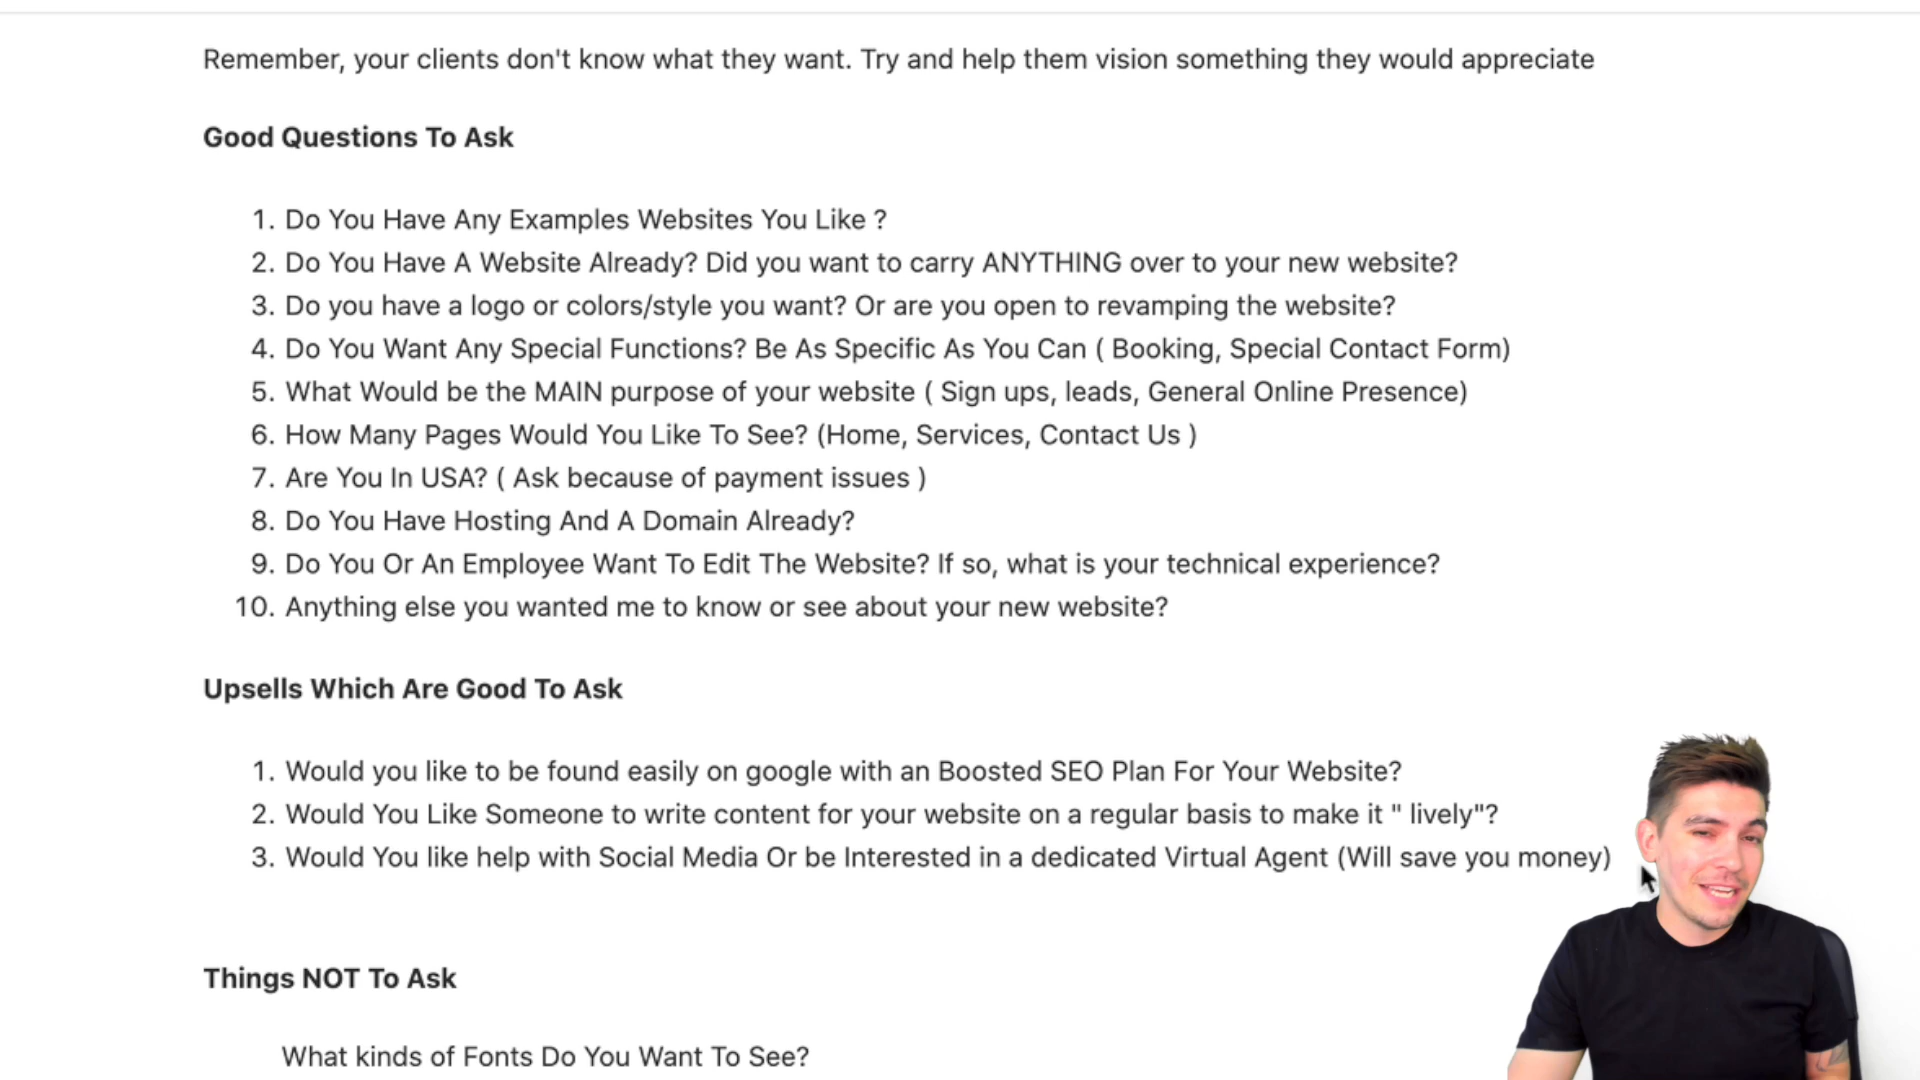 Remember, your clients don't know what they want. Try and help them vision something they would appreciate
Good Questions To Ask
1. Do You Have Any Examples Websites You Like ?
2. Do You Have A Website Already? Did you want to carry ANYTHING over to your new website?
3. Do you have a logo or colors/style you want? Or are you open to revamping the website?
4. Do You Want Any Special Functions? Be As Specific As You Can ( Booking, Special Contact Form)
5. What Would be the MAIN purpose of your website ( Sign ups, leads, General Online Presence)
6. How Many Pages Would You Like To See? (Home, Services, Contact Us )
7. Are You In USA? ( Ask because of payment issues )
8. Do You Have Hosting And A Domain Already?
9. Do You Or An Employee Want To Edit The Website? If so, what is your technical experience?
10. Anything else you wanted me to know or see about your new website?
Upsells Which Are Good To Ask
1. Would you like to be found easily on google with an Boosted SEO Plan For Your Website?
2. Would You Like Someone to write content for your website on a regular basis to make it " lively"?
3. Would You like help with Social Media Or be Interested in a dedicated Virtual Agent (Will save you money)
Things NOT To Ask
What kinds of Fonts Do You Want To See?